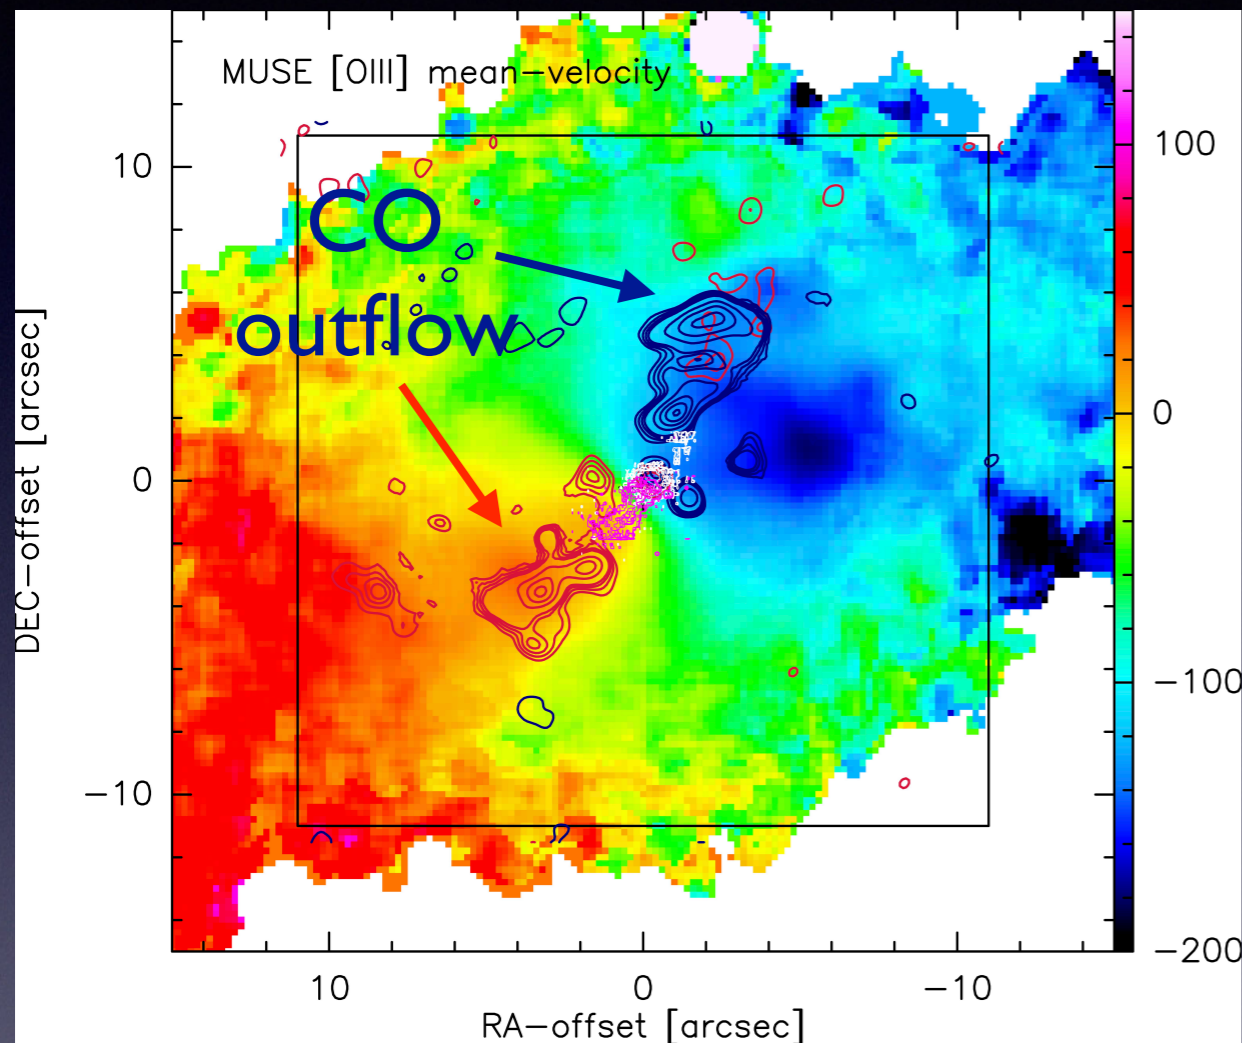 MUSE [OIII] mean−velocity
CO
outflow
10
0
−10
DEC−offset [arcsec]
10
0
−10
RA−offset [arcsec]
100
0
−100
−200